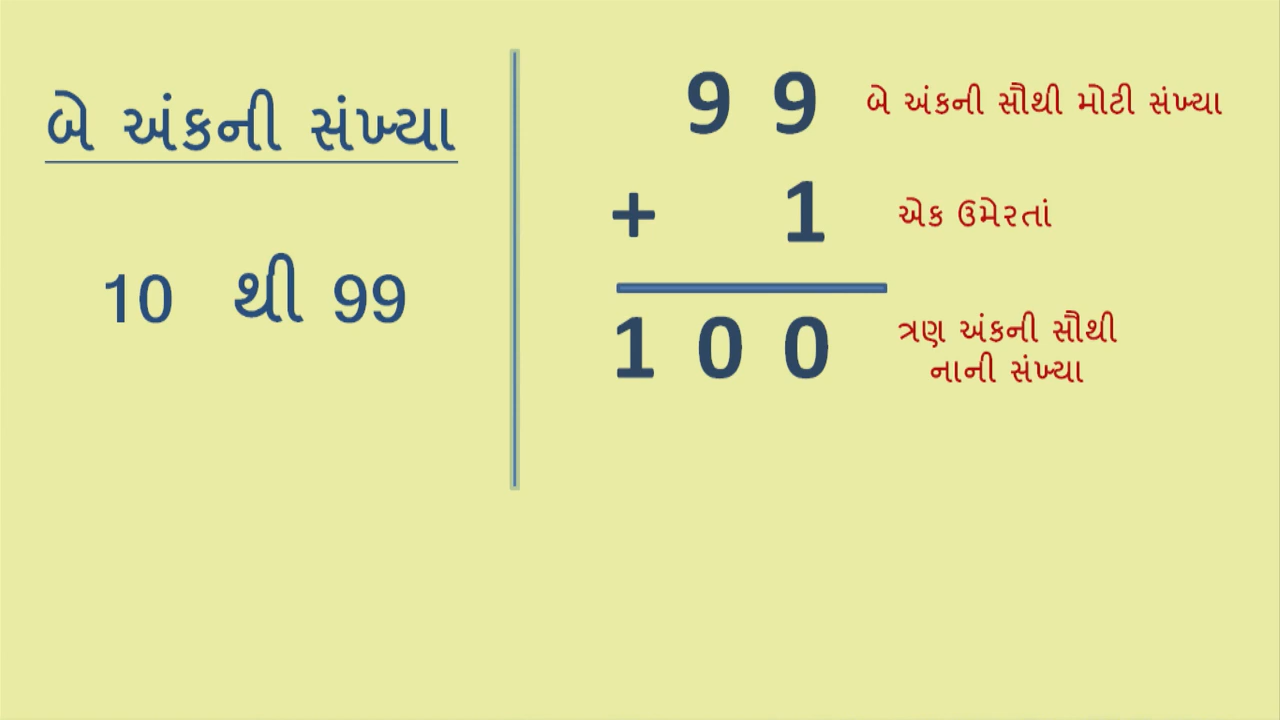 બે અંકની સંખ્યા
10 થી 99
9 9 બે અંકની સૌથી મોટી સંખ્યા
+ 1 એક ઉમેરતાં
1 0 0 ત્રણ અંકની સૌથી
નાની સંખ્યા